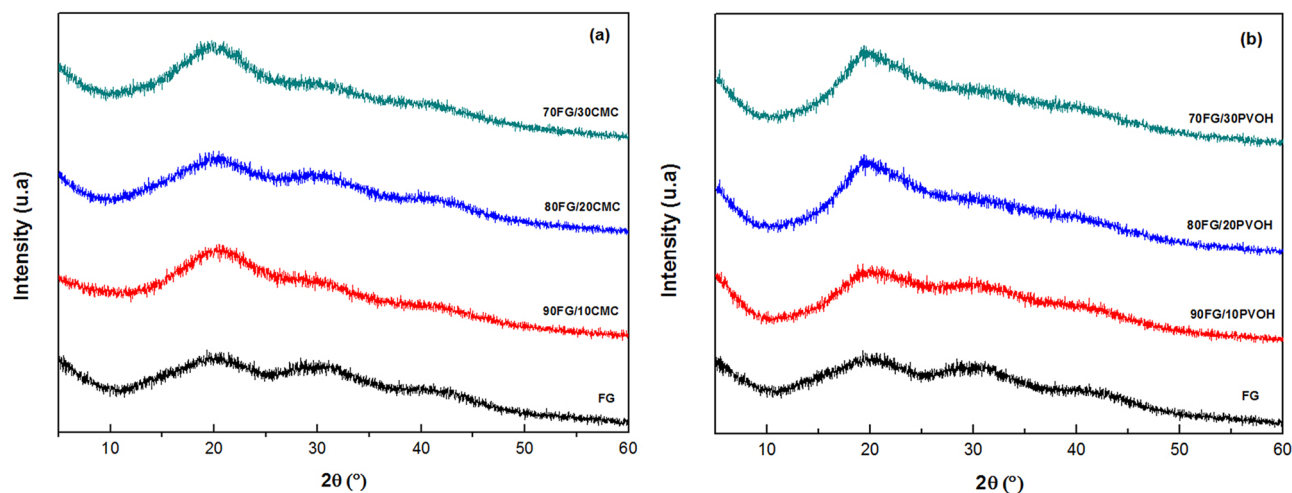 (a)
70FG/30CMC
80FG/20CMC
90FG/10CMC
FG
Intensity (u.a)
10 20 30 40 50 60
2θ (°)
(b)
70FG/30PVOH
80FG/20PVOH
90FG/10PVOH
FG
Intensity (u.a)
10 20 30 40 50 60
2θ (°)